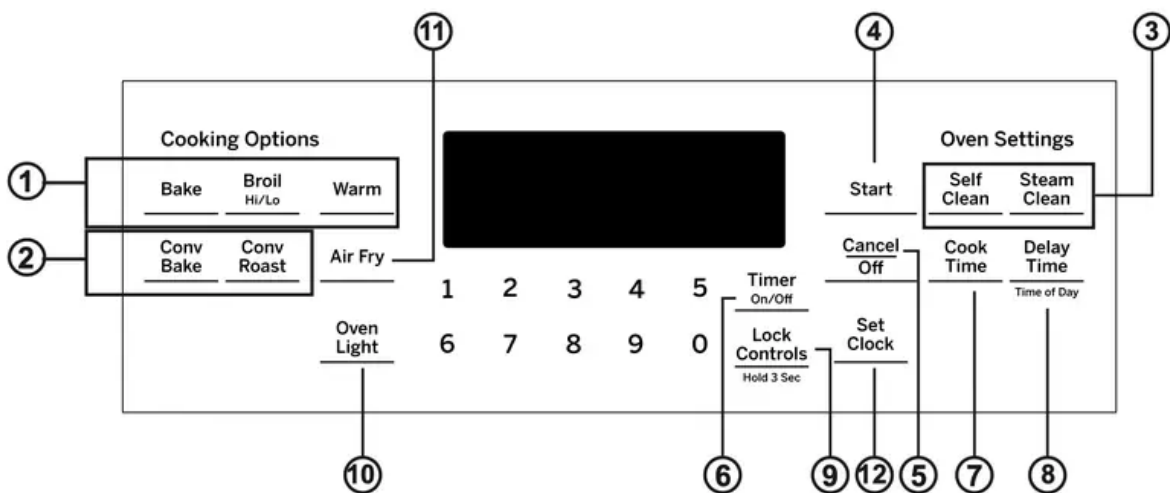 11
4
3
Cooking Options
Oven Settings
1
Bake
Broil
Hi/Lo
Warm
Start
Self
Clean
Steam
Clean
2
Conv
Bake
Conv
Roast
Air Fry
Cancel
Off
Cook
Time
Delay
Time
Time of Day
1 2 3 4 5
Timer
On/Off
Oven
Light
6 7 8 9 0
Lock
Controls
Hold 3 Sec
Set
Clock
10
6
9
12
5
7
8